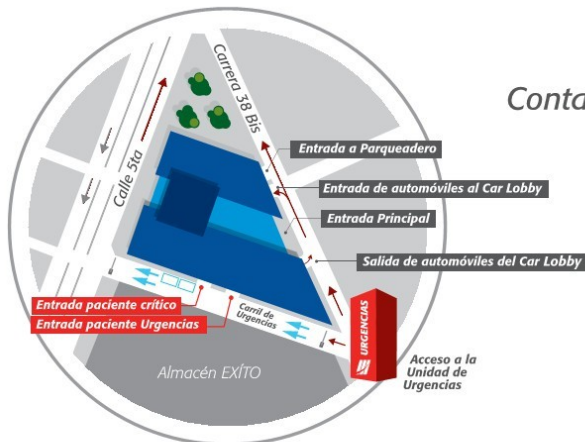 Conta
Carrera 38 Bis
Calle 5ta
Entrada a Parqueadero
Entrada de automóviles al Car Lobby
Entrada Principal
Salida de automóviles del Car Lobby
Entrada paciente crítico
Entrada paciente Urgencias
Carril de
Urgencias
URGENCIAS
Acceso a la
Unidad de
Urgencias
Almacén EXÍTO